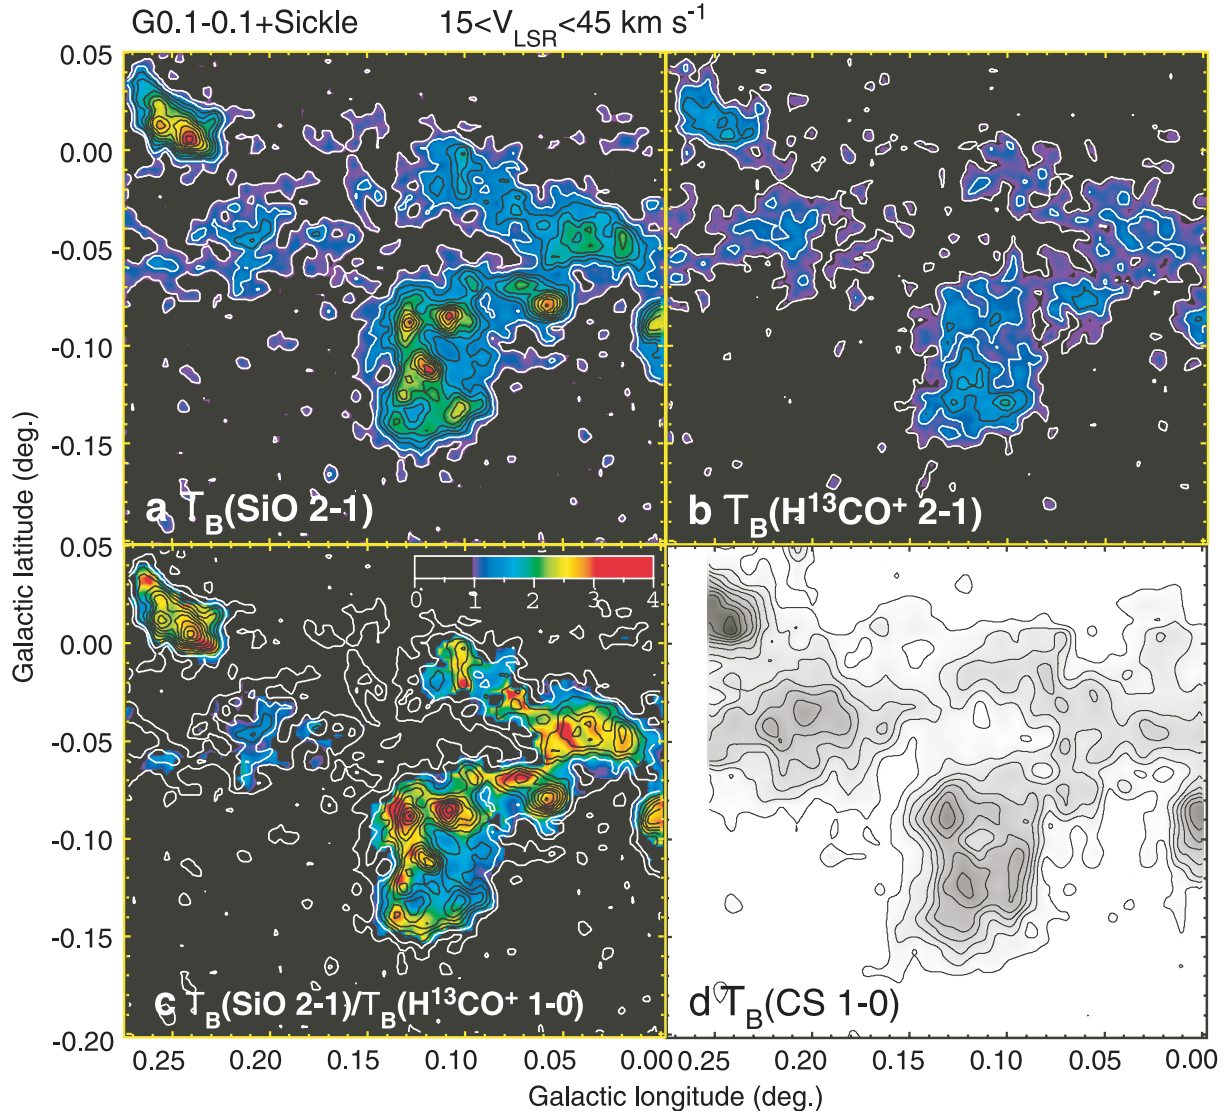 G0.1-0.1+Sickle 15<V_LSR<45 km s⁻¹
0.05
0.00
-0.05
-0.10
-0.15
a T_B(SiO 2-1)
b T_B(H¹³CO⁺ 2-1)
Galactic latitude (deg.)
0.05
0.00
-0.05
-0.10
-0.15
-0.20
0 1 2 3 4
c T_B(SiO 2-1)/T_B(H¹³CO⁺ 1-0)
d T_B(CS 1-0)
0.25 0.20 0.15 0.10 0.05 0.00 0.25 0.20 0.15 0.10 0.05 0.00
Galactic longitude (deg.)